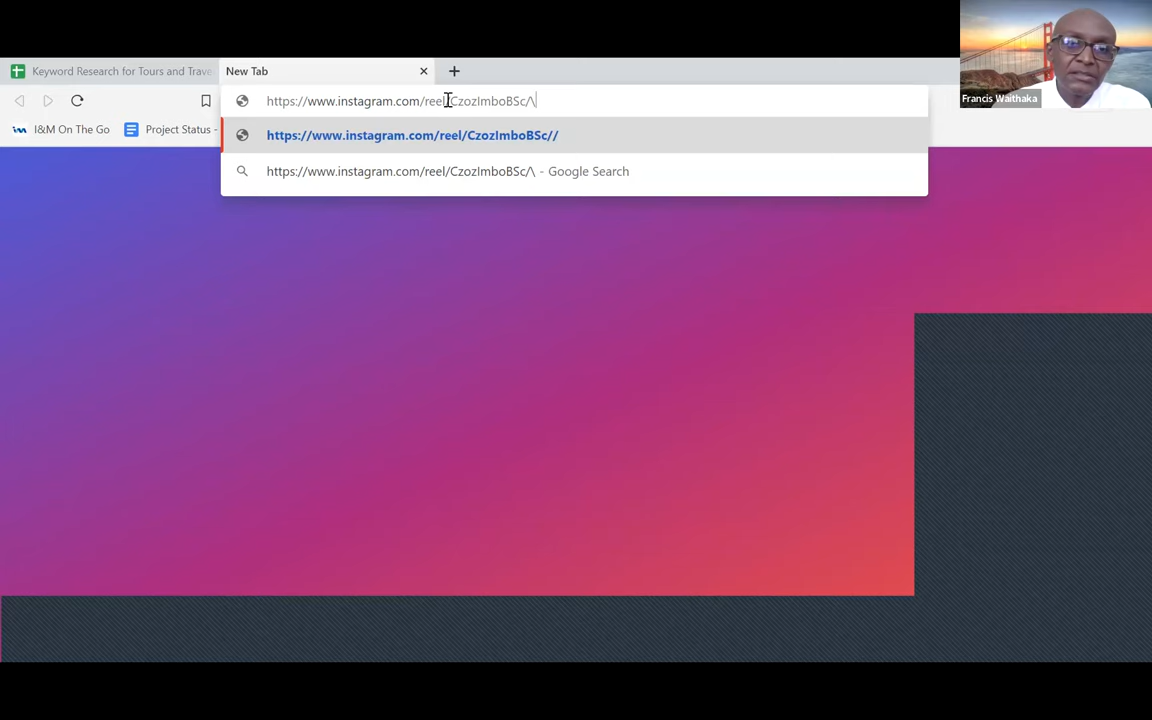 Keyword Research for Tours and Trave
New Tab
https://www.instagram.com/reel/CzozImboBSc/\
Francis Waithaka
I&M On The Go
Project Status -
https://www.instagram.com/reel/CzozImboBSc//
https://www.instagram.com/reel/CzozImboBSc/\ - Google Search